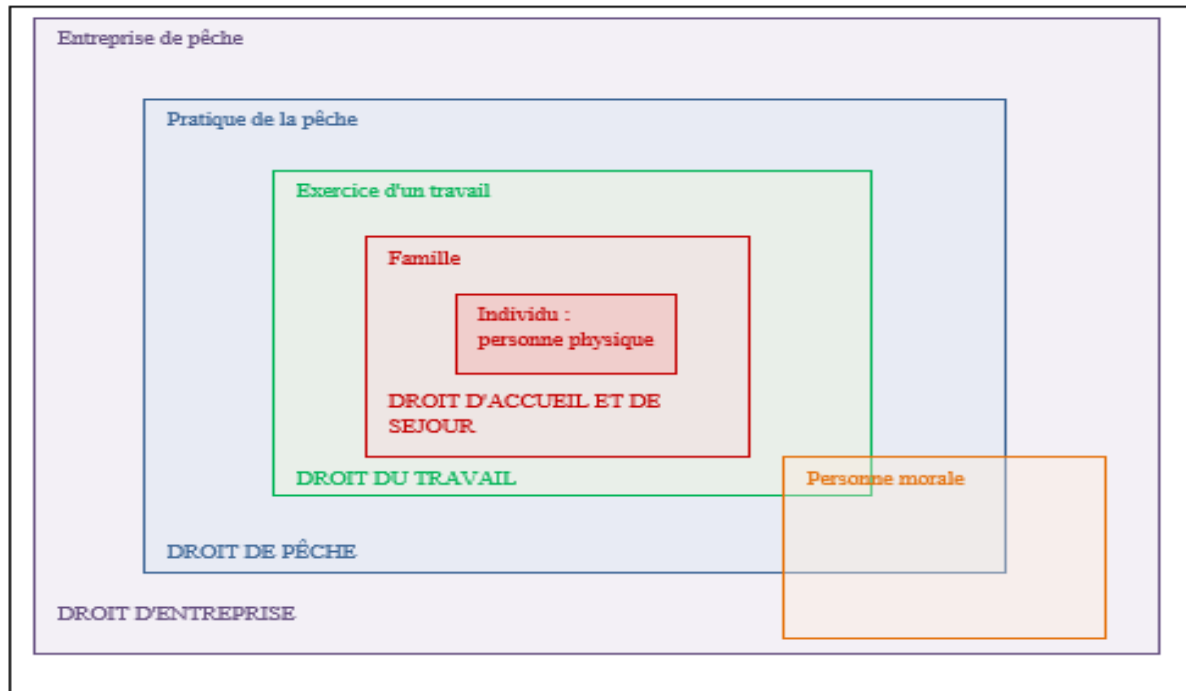 Entreprise de pêche
Pratique de la pêche
Exercice d'un travail
Famille
Individu :
personne physique
DROIT D'ACCUEIL ET DE
SEJOUR
DROIT DU TRAVAIL
Personne morale
DROIT DE PÊCHE
DROIT D'ENTREPRISE